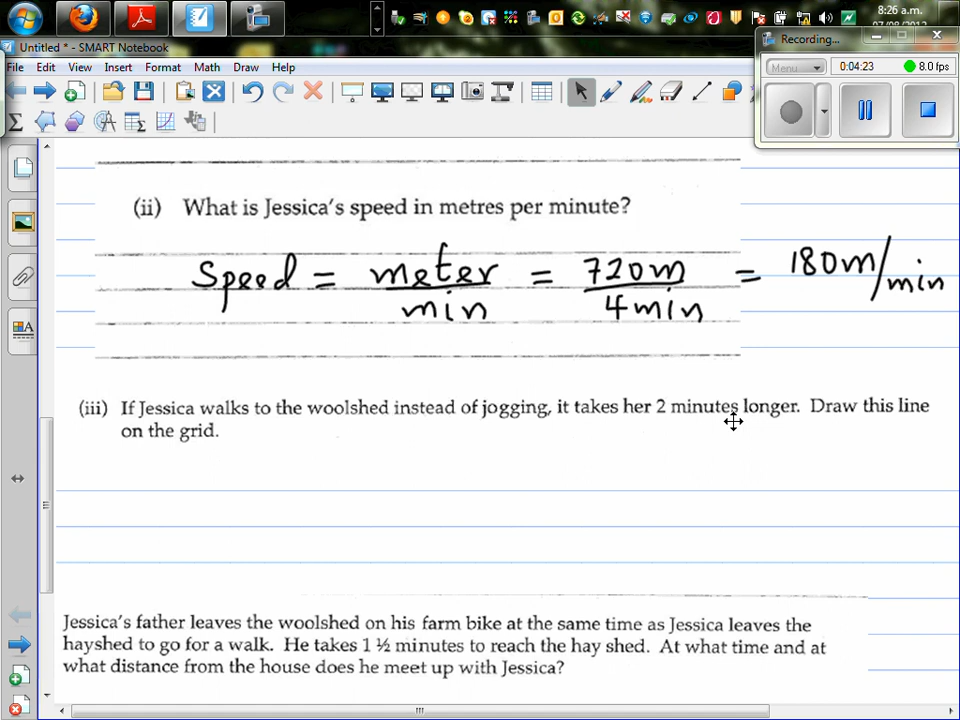 8:26 a.m.
07/08/2012
Untitled * - SMART Notebook
Recording...
File Edit View Insert Format Math Draw Help
Menu 0:04:23 8.0 fps
(ii) What is Jessica's speed in metres per minute?
Speed = meter/min = 720m/4min = 180m/min
(iii) If Jessica walks to the woolshed instead of jogging, it takes her 2 minutes longer. Draw this line
on the grid.
Jessica's father leaves the woolshed on his farm bike at the same time as Jessica leaves the
hayshed to go for a walk. He takes 1 ½ minutes to reach the hay shed. At what time and at
what distance from the house does he meet up with Jessica?